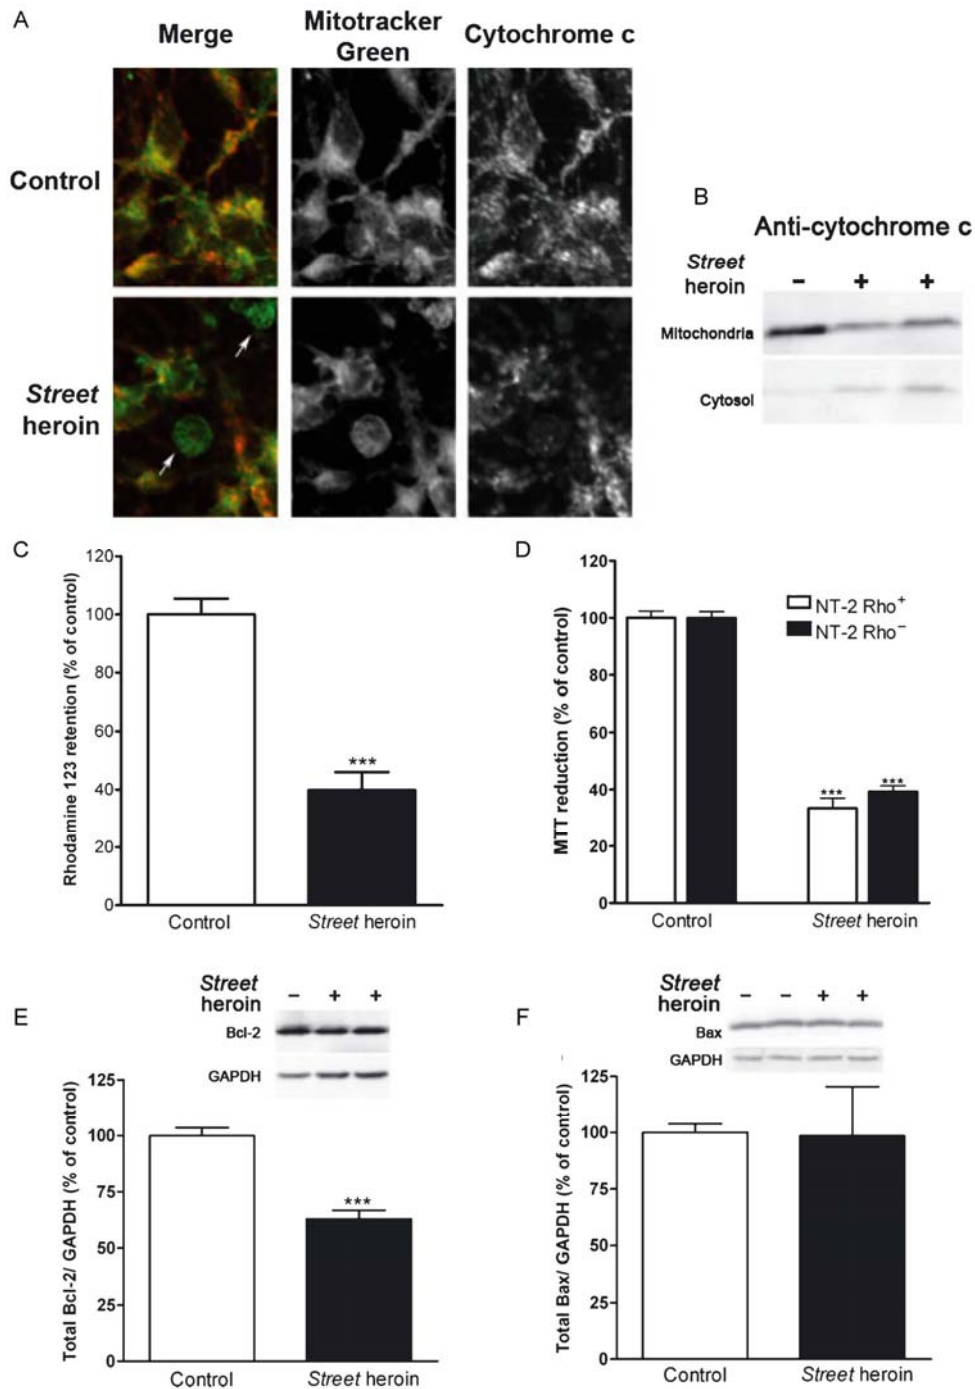 A
Merge
Mitotracker
Green
Cytochrome c
Control
Street
heroin
B
Anti-cytochrome c
Street
heroin
– + +
Mitochondria
Cytosol
C
Rhodamine 123 retention (% of control)
120
100
80
60
40
20
0
***
Control
Street heroin
D
MTT reduction (% of control)
120
100
80
60
40
20
0
NT-2 Rho⁺
NT-2 Rho⁻
***
***
Control
Street heroin
E
Street
heroin
– + +
Bcl-2
GAPDH
Total Bcl-2/ GAPDH (% of control)
125
100
75
50
25
0
***
Control
Street heroin
F
Street
heroin
– – + +
Bax
GAPDH
Total Bax/ GAPDH (% of control)
125
100
75
50
25
0
Control
Street heroin